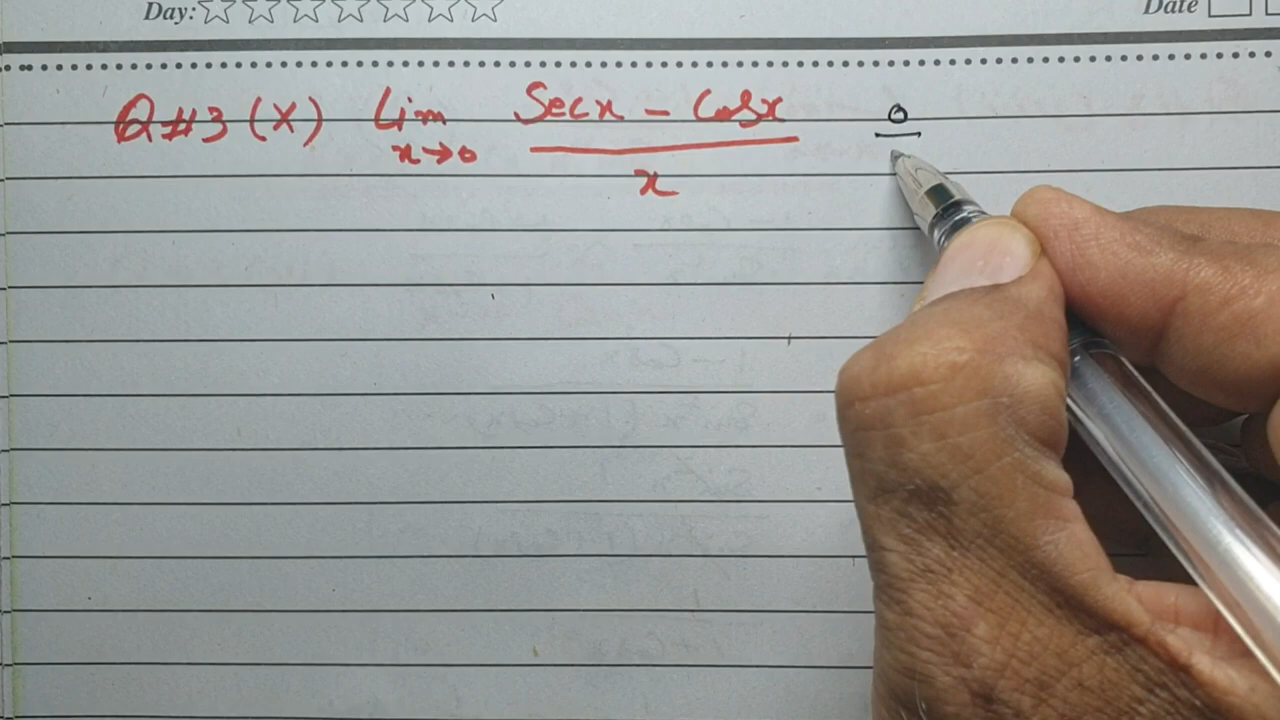 Day: Date
Q#3 (x) Lim x→0 Secx - Cosx / x 0